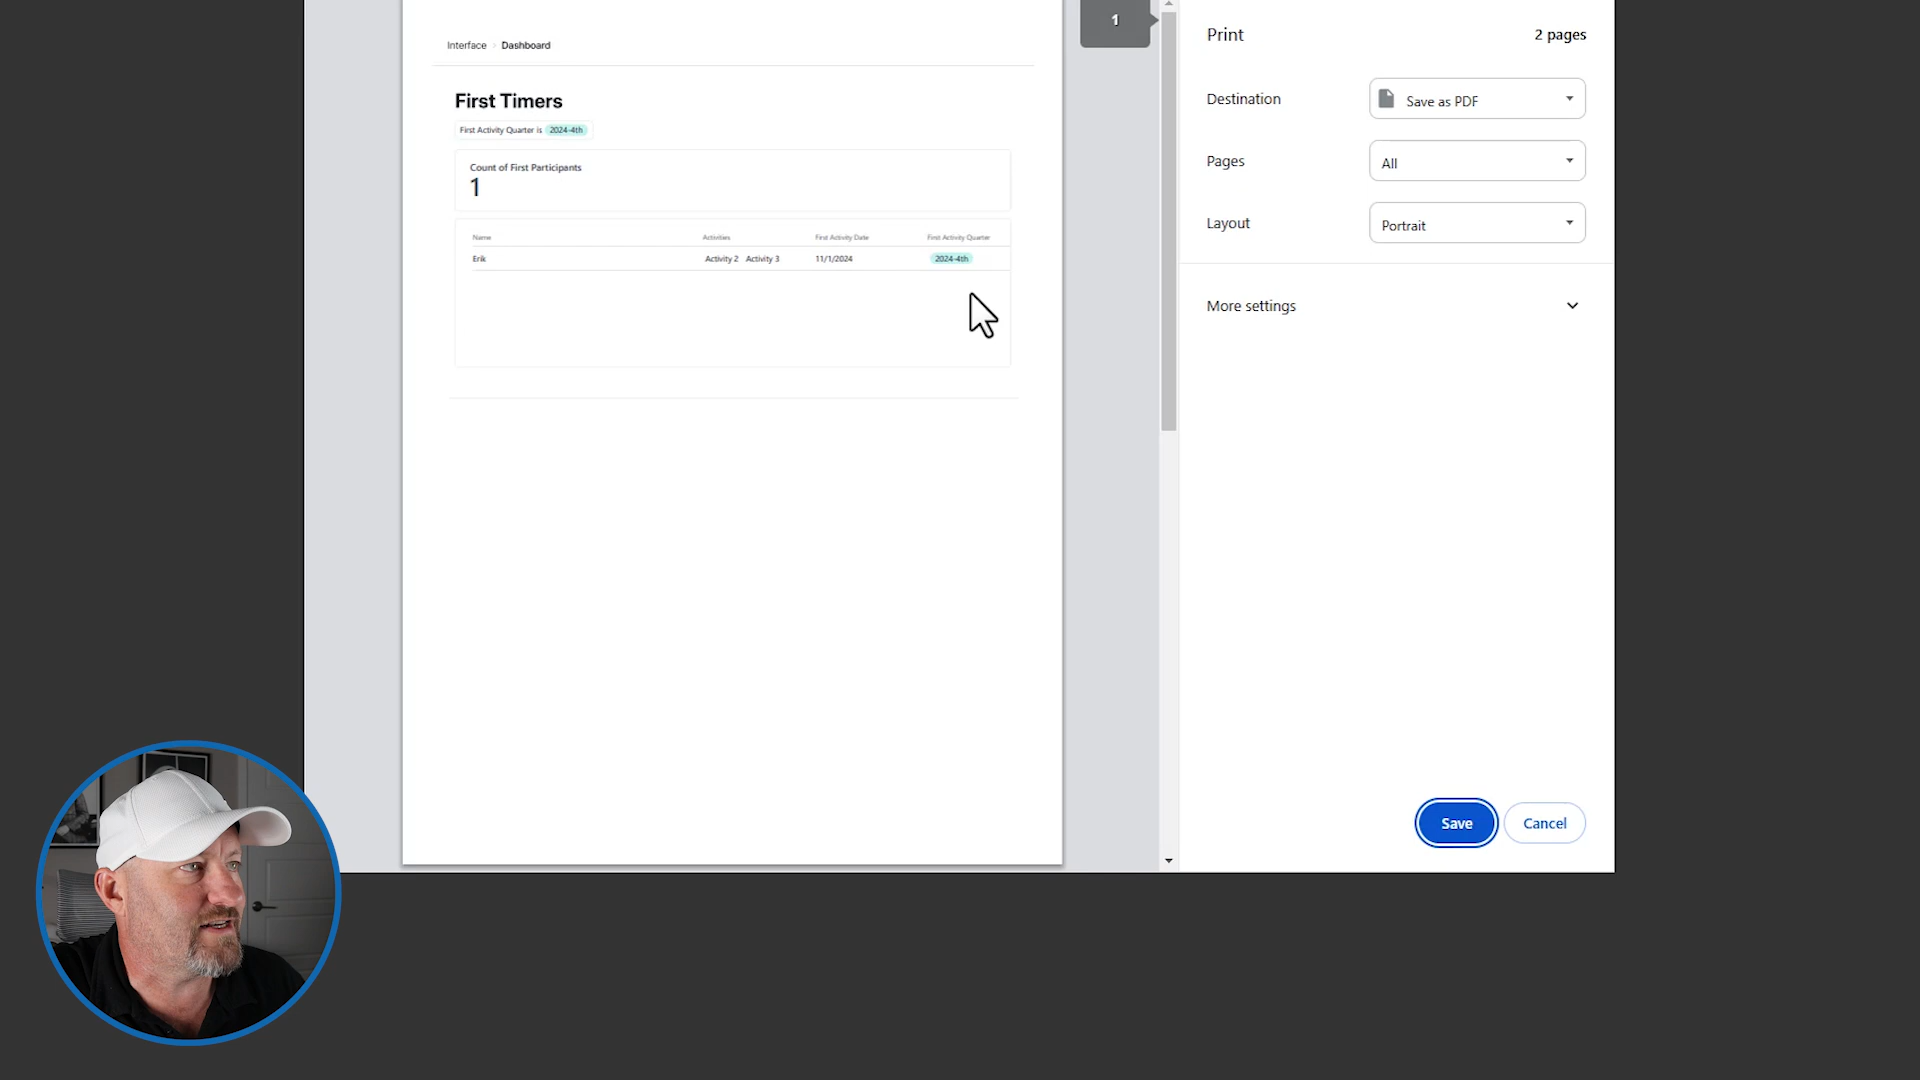 Interface > Dashboard
First Timers
First Activity Quarter is 2024-4th
Count of First Participants
1
Name Activities First Activity Date First Activity Quarter
Erik Activity 2 Activity 3 11/1/2024 2024-4th
1
Print 2 pages
Destination Save as PDF
Pages All
Layout Portrait
More settings
Save Cancel